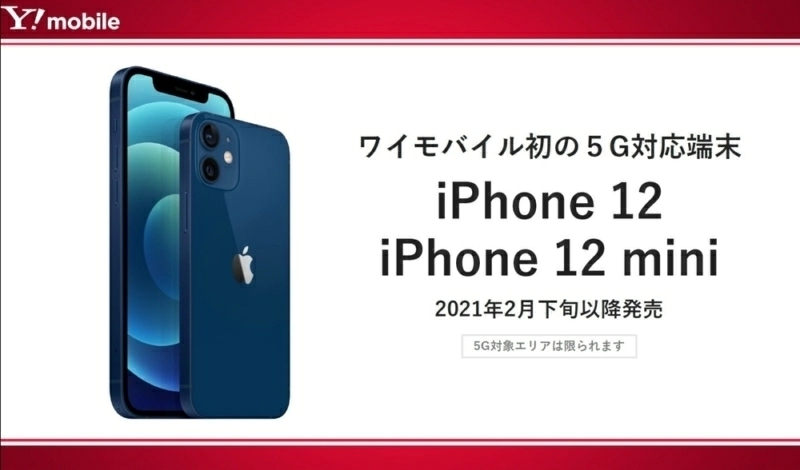 Y! mobile
ワイモバイル初の５G対応端末
iPhone 12
iPhone 12 mini
2021年2月下旬以降発売
5G対象エリアは限られます